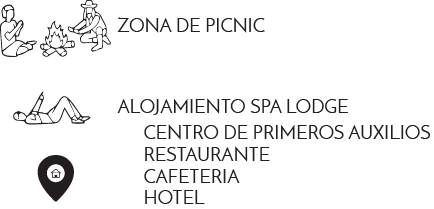 ZONA DE PICNIC
ALOJAMIENTO SPA LODGE
CENTRO DE PRIMEROS AUXILIOS
RESTAURANTE
CAFETERIA
HOTEL